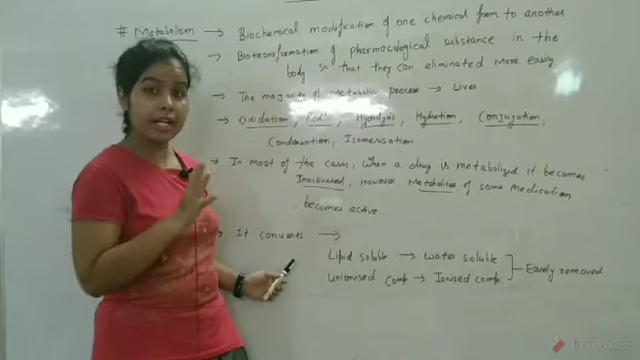 # Metabolism → Biochemical modification of one chemical form to another
→ Biotransformation of pharmacological substance in the
body so that they can eliminated more easily
→ The majority of Metabolic process → Liver
→ Oxidation, Redⁿ, Hydrolysis, Hydration, Conjugation,
Condensation, Isomerisation
→ In most of the cases, When a drug is metabolized it becomes
Inactivated, However Metabolites of some medication
becomes active
→ It converts →
Lipid soluble → water soluble
Unionised comp → Ionised comp
Easily removed